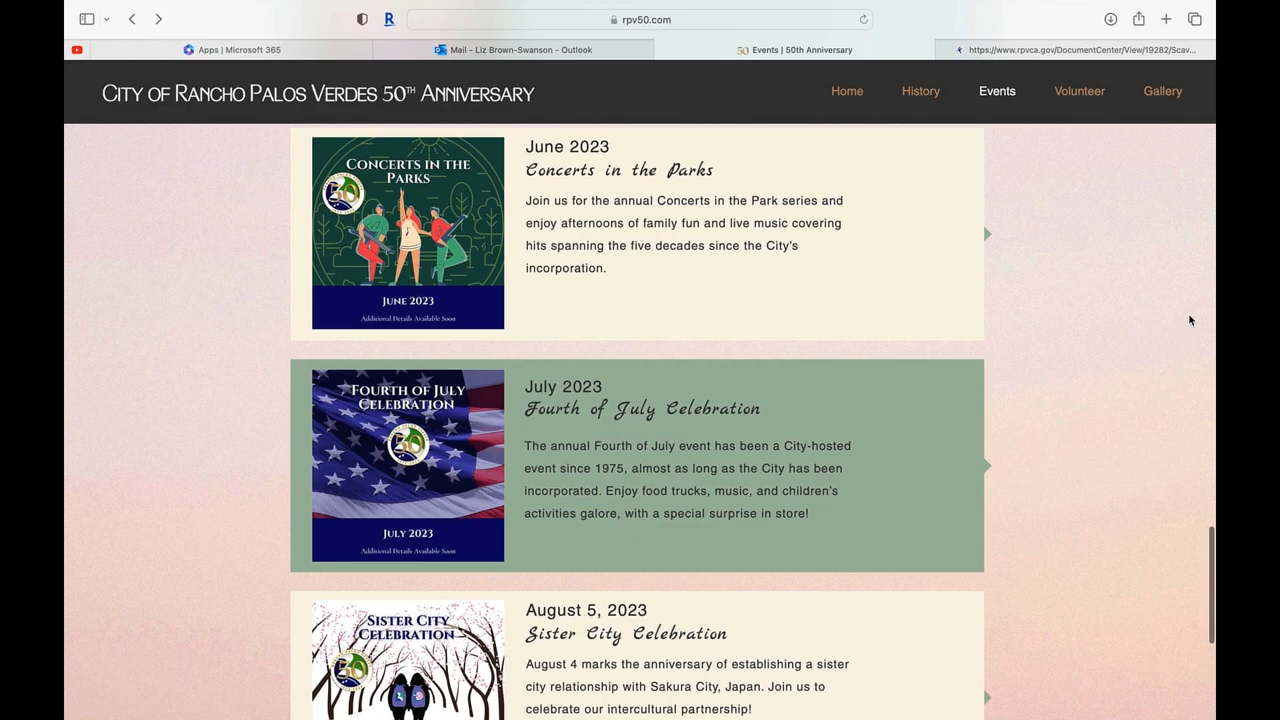 rpv50.com
Apps | Microsoft 365
Mail - Liz Brown-Swanson - Outlook
50 Events | 50th Anniversary
https://www.rpvca.gov/DocumentCenter/View/19282/Scav...
CITY OF RANCHO PALOS VERDES 50TH ANNIVERSARY
Home
History
Events
Volunteer
Gallery
CONCERTS IN THE
PARKS
50
JUNE 2023
Additional Details Available Soon
June 2023
Concerts in the Parks
Join us for the annual Concerts in the Park series and
enjoy afternoons of family fun and live music covering
hits spanning the five decades since the City's
incorporation.
FOURTH OF JULY
CELEBRATION
50
JULY 2023
Additional Details Available Soon
July 2023
Fourth of July Celebration
The annual Fourth of July event has been a City-hosted
event since 1975, almost as long as the City has been
incorporated. Enjoy food trucks, music, and children's
activities galore, with a special surprise in store!
SISTER CITY
CELEBRATION
50
August 5, 2023
Sister City Celebration
August 4 marks the anniversary of establishing a sister
city relationship with Sakura City, Japan. Join us to
celebrate our intercultural partnership!